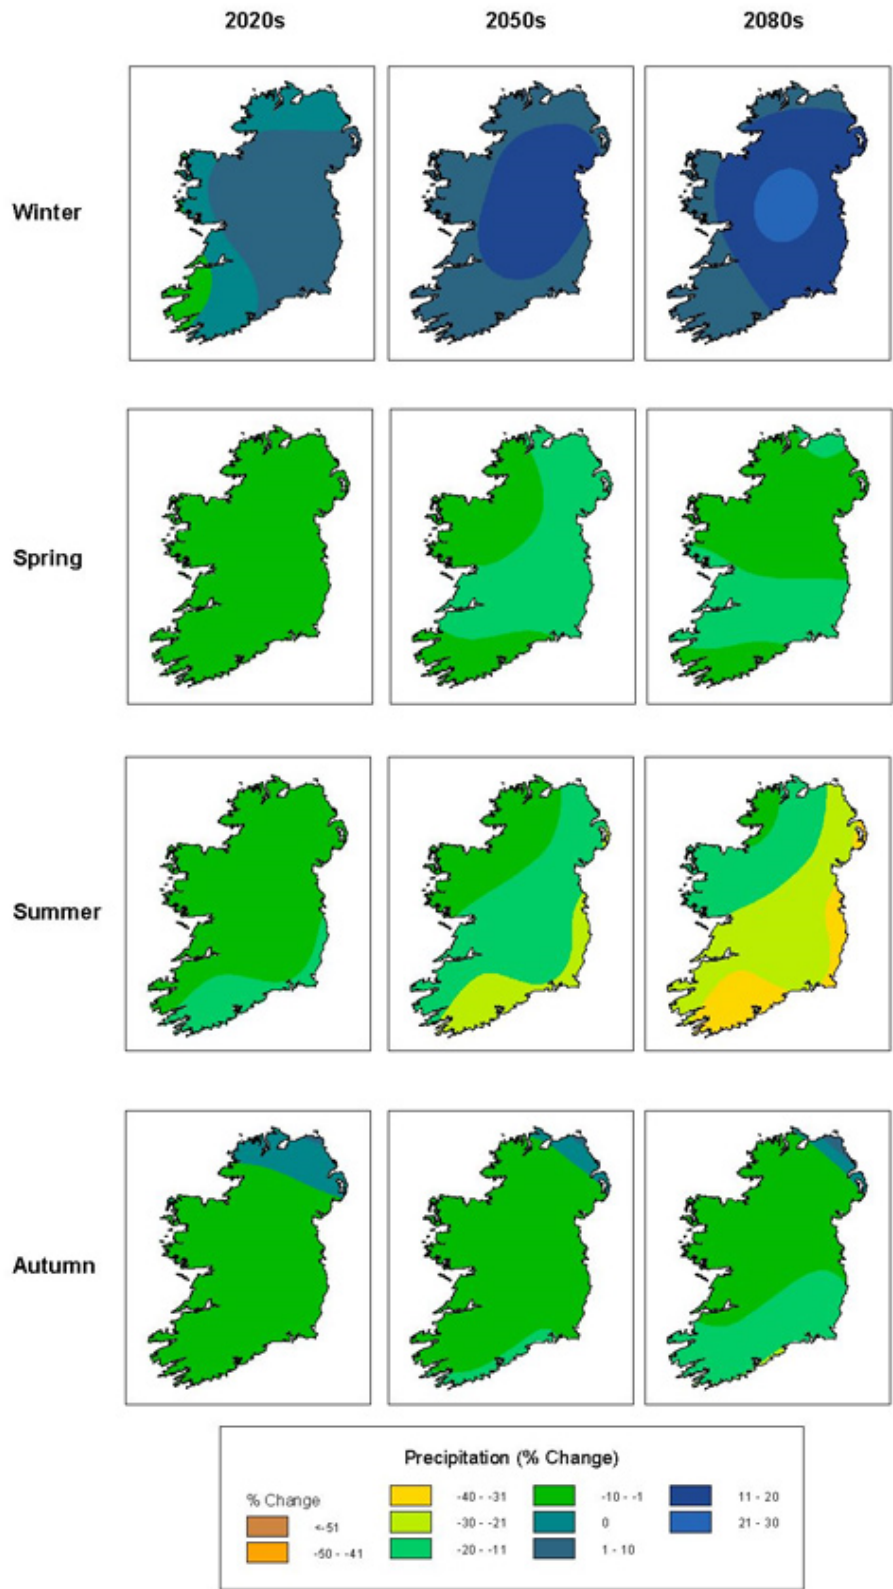 2020s 2050s 2080s
Winter
Spring
Summer
Autumn
Precipitation (% Change)
% Change
<-51
-50 - -41
-40 - -31
-30 - -21
-20 - -11
-10 - -1
0
1 - 10
11 - 20
21 - 30